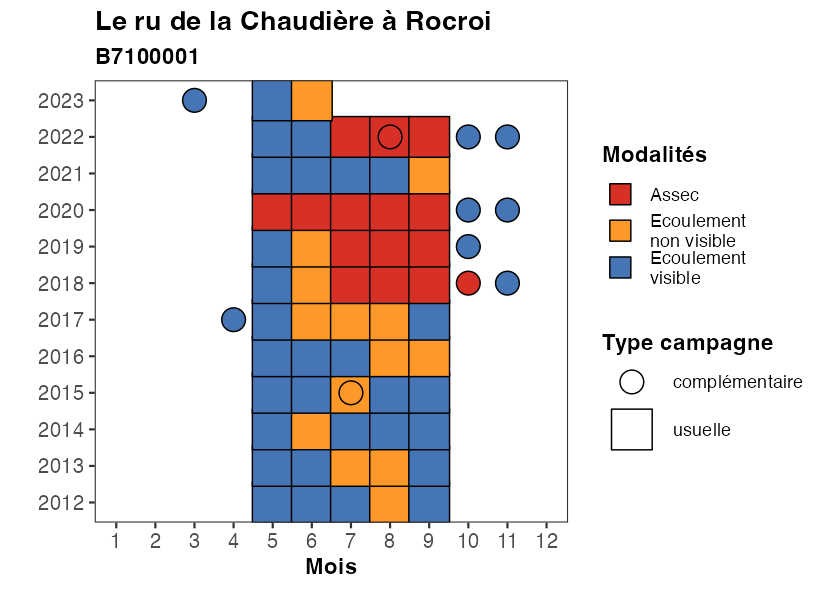 Le ru de la Chaudière à Rocroi
B7100001
2023
2022
2021
2020
2019
2018
2017
2016
2015
2014
2013
2012
1 2 3 4 5 6 7 8 9 10 11 12
Mois
Modalités
Assec
Ecoulement
non visible
Ecoulement
visible
Type campagne
complémentaire
usuelle